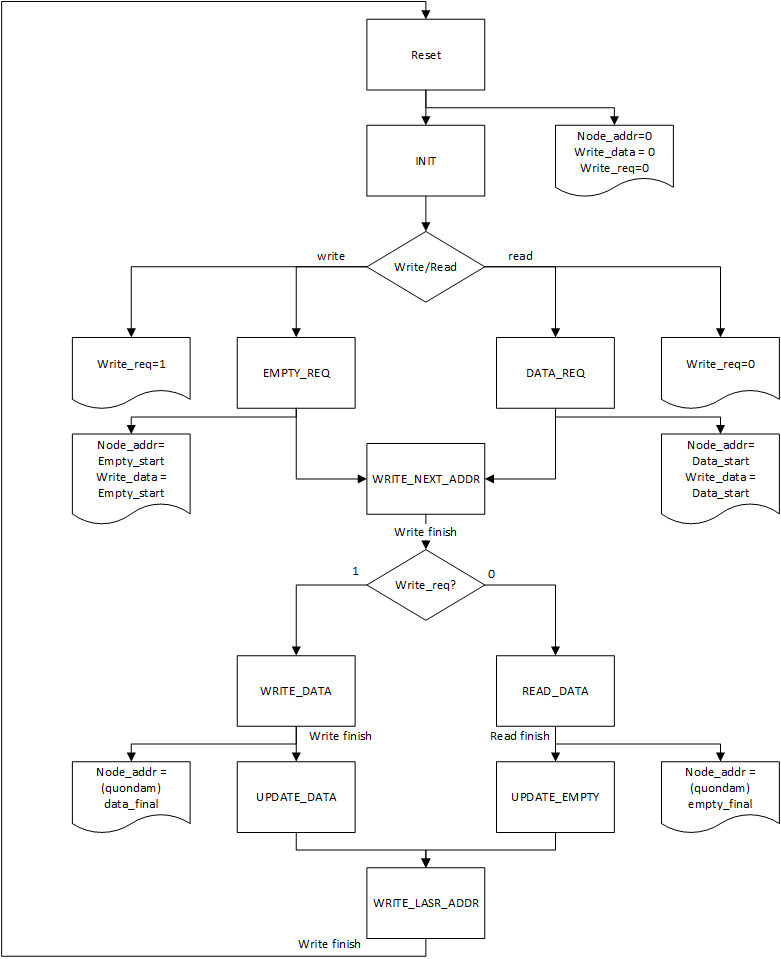 Reset
Node_addr=0
Write_data = 0
Write_req=0
INIT
write
Write/Read
read
Write_req=1
EMPTY_REQ
DATA_REQ
Write_req=0
Node_addr=
Empty_start
Write_data =
Empty_start
WRITE_NEXT_ADDR
Node_addr=
Data_start
Write_data =
Data_start
Write finish
1
Write_req?
0
WRITE_DATA
READ_DATA
Write finish
Read finish
Node_addr =
(quondam)
data_final
UPDATE_DATA
UPDATE_EMPTY
Node_addr =
(quondam)
empty_final
WRITE_LASR_ADDR
Write finish